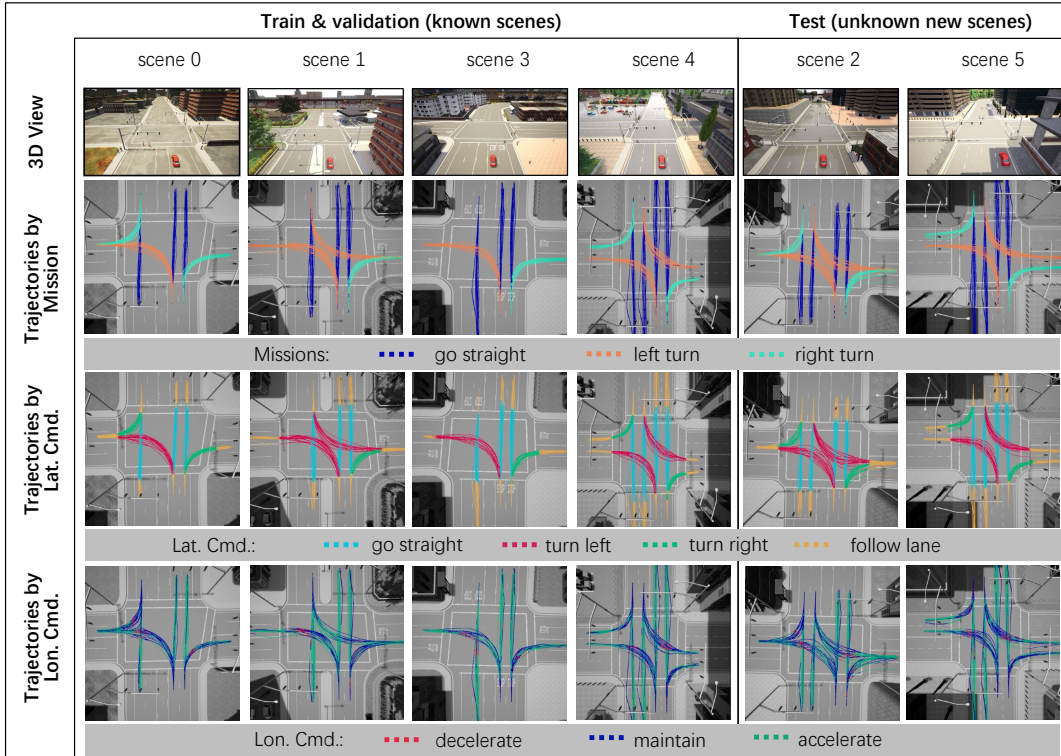 Train & validation (known scenes) Test (unknown new scenes)
scene 0 scene 1 scene 3 scene 4 scene 2 scene 5
3D View
Trajectories by
Mission
Missions: go straight left turn right turn
Trajectories by
Lat. Cmd.
Lat. Cmd.: go straight turn left turn right follow lane
Trajectories by
Lon. Cmd.
Lon. Cmd.: decelerate maintain accelerate